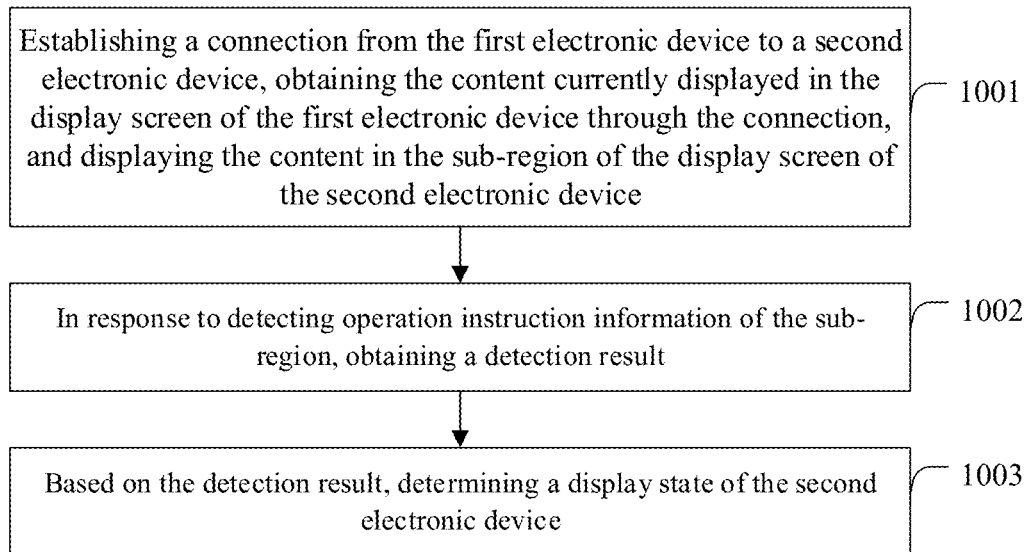 Establishing a connection from the first electronic device to a second
electronic device, obtaining the content currently displayed in the
display screen of the first electronic device through the connection,
and displaying the content in the sub-region of the display screen of
the second electronic device
1001
In response to detecting operation instruction information of the sub-
region, obtaining a detection result
1002
Based on the detection result, determining a display state of the second
electronic device
1003